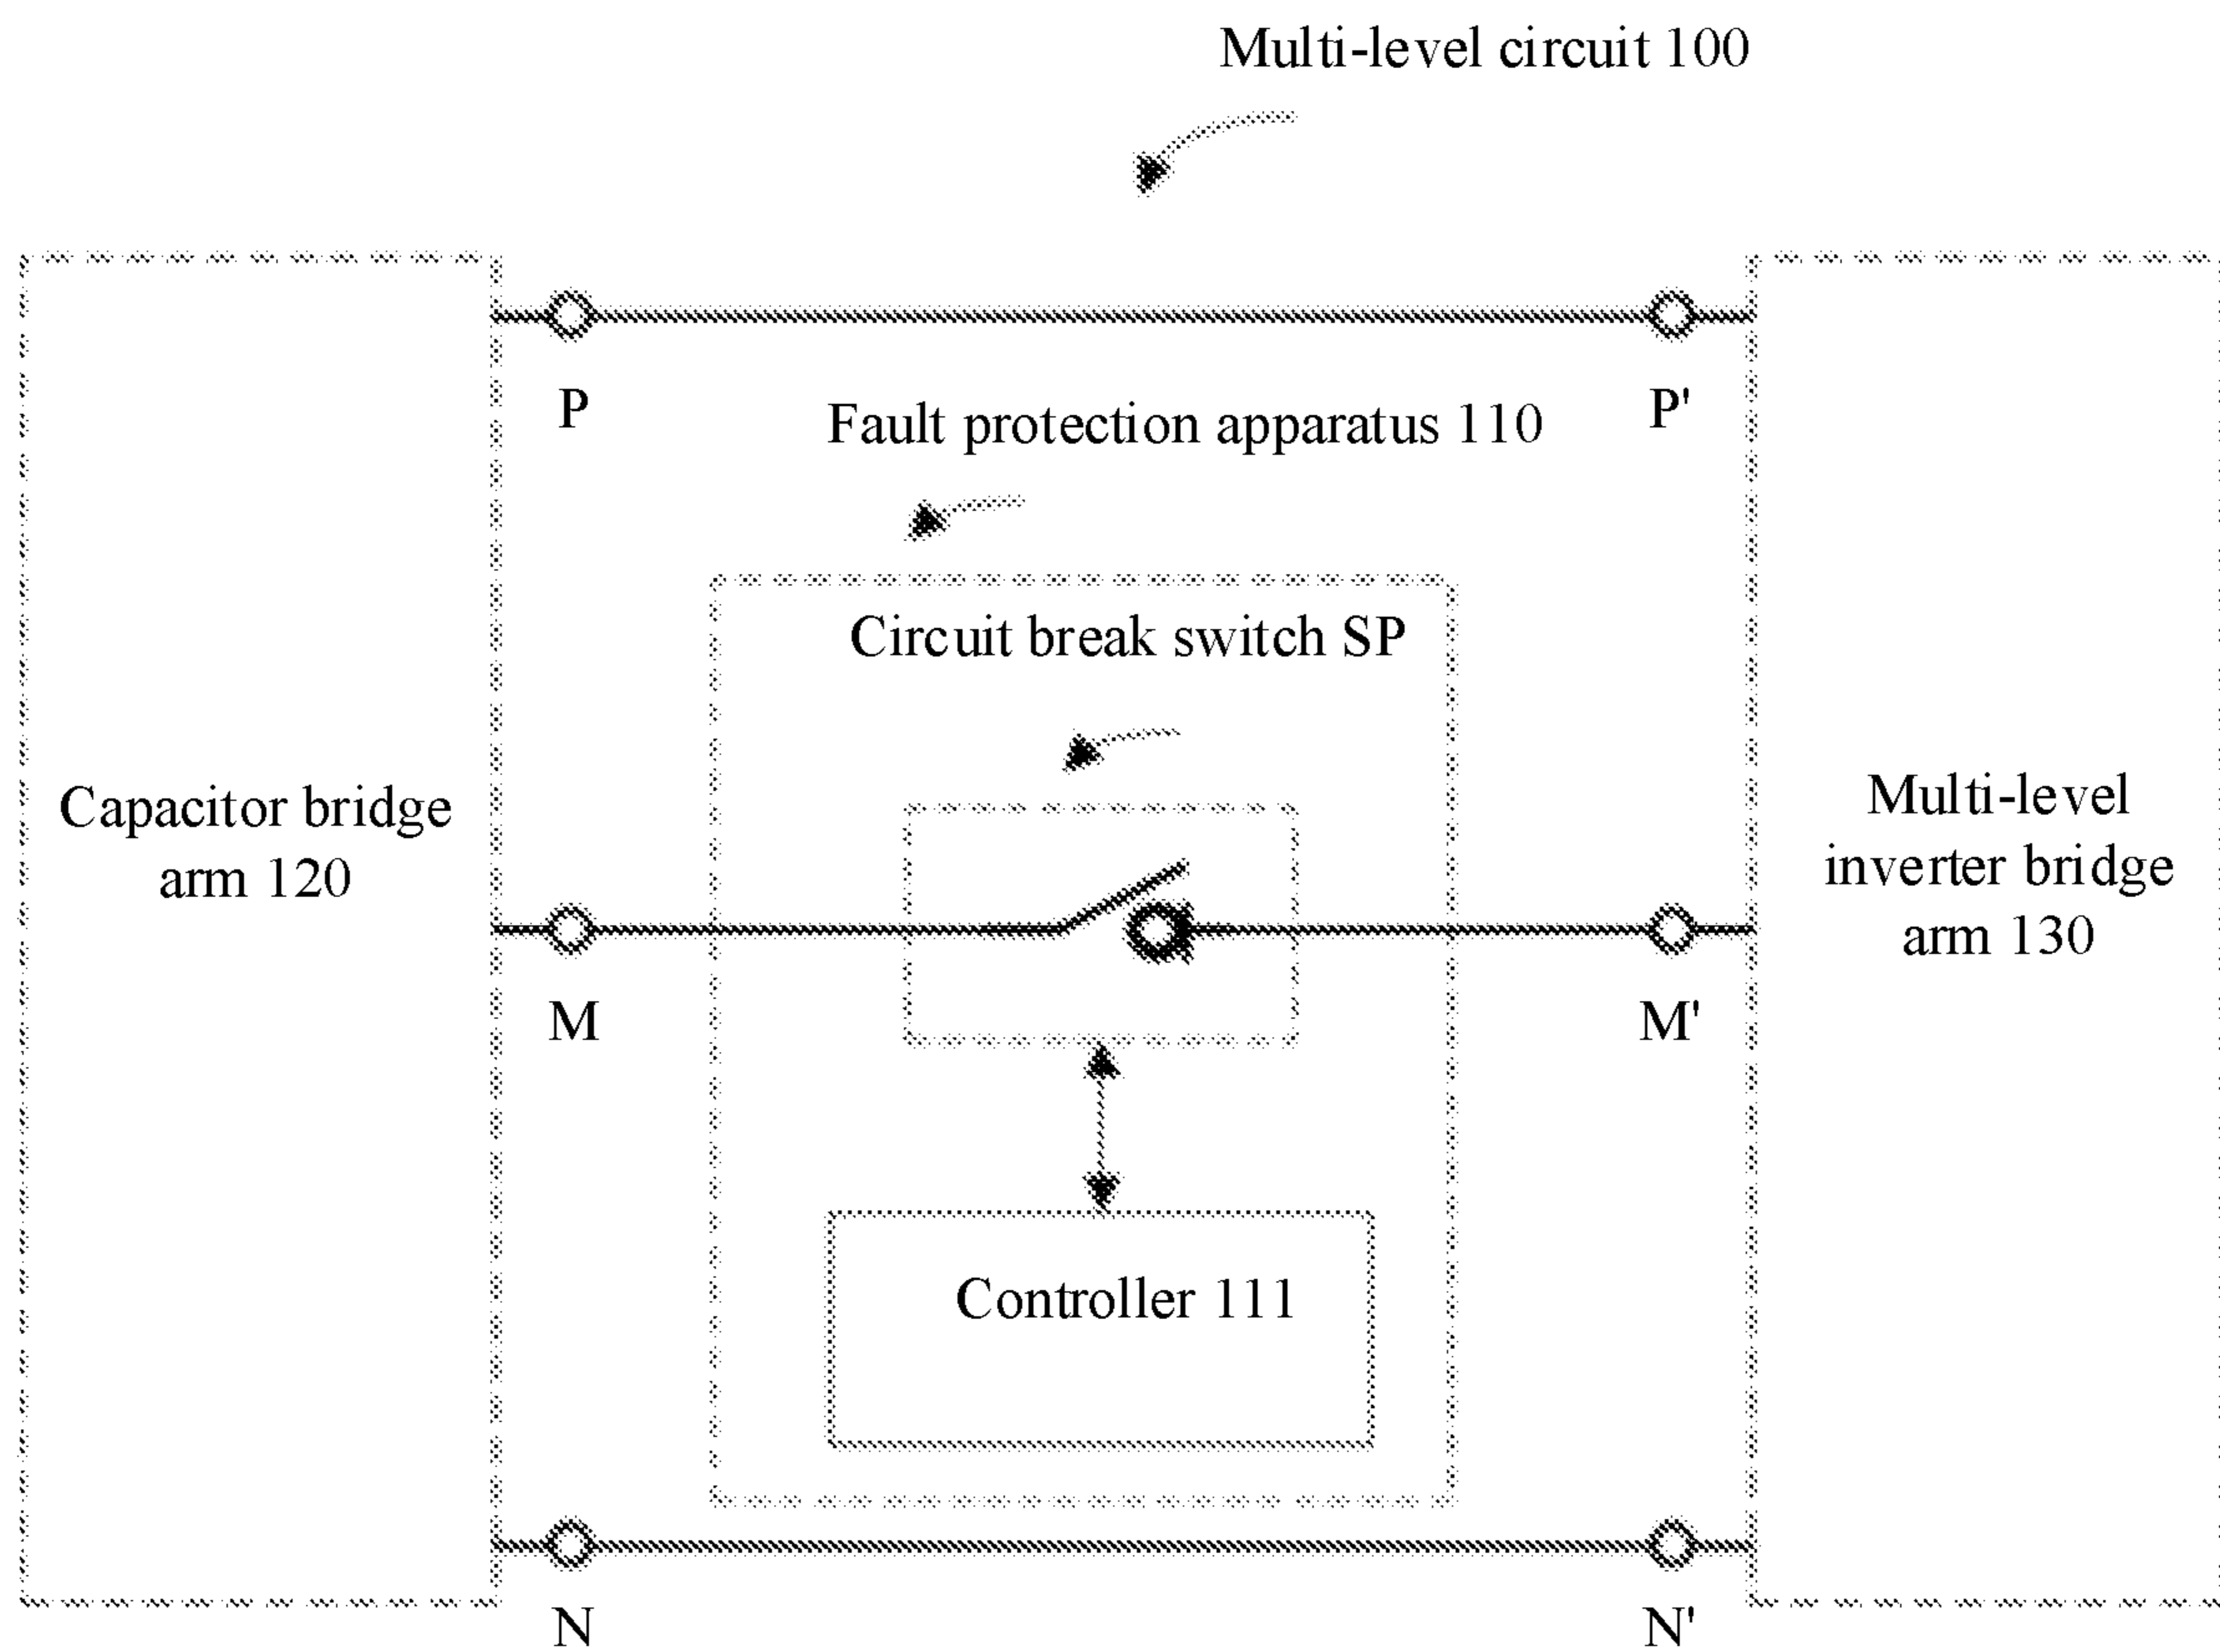 Multi-level circuit 100
P
P'
Fault protection apparatus 110
Circuit break switch SP
Capacitor bridge
arm 120
Multi-level
inverter bridge
arm 130
M
M'
Controller 111
N
N'